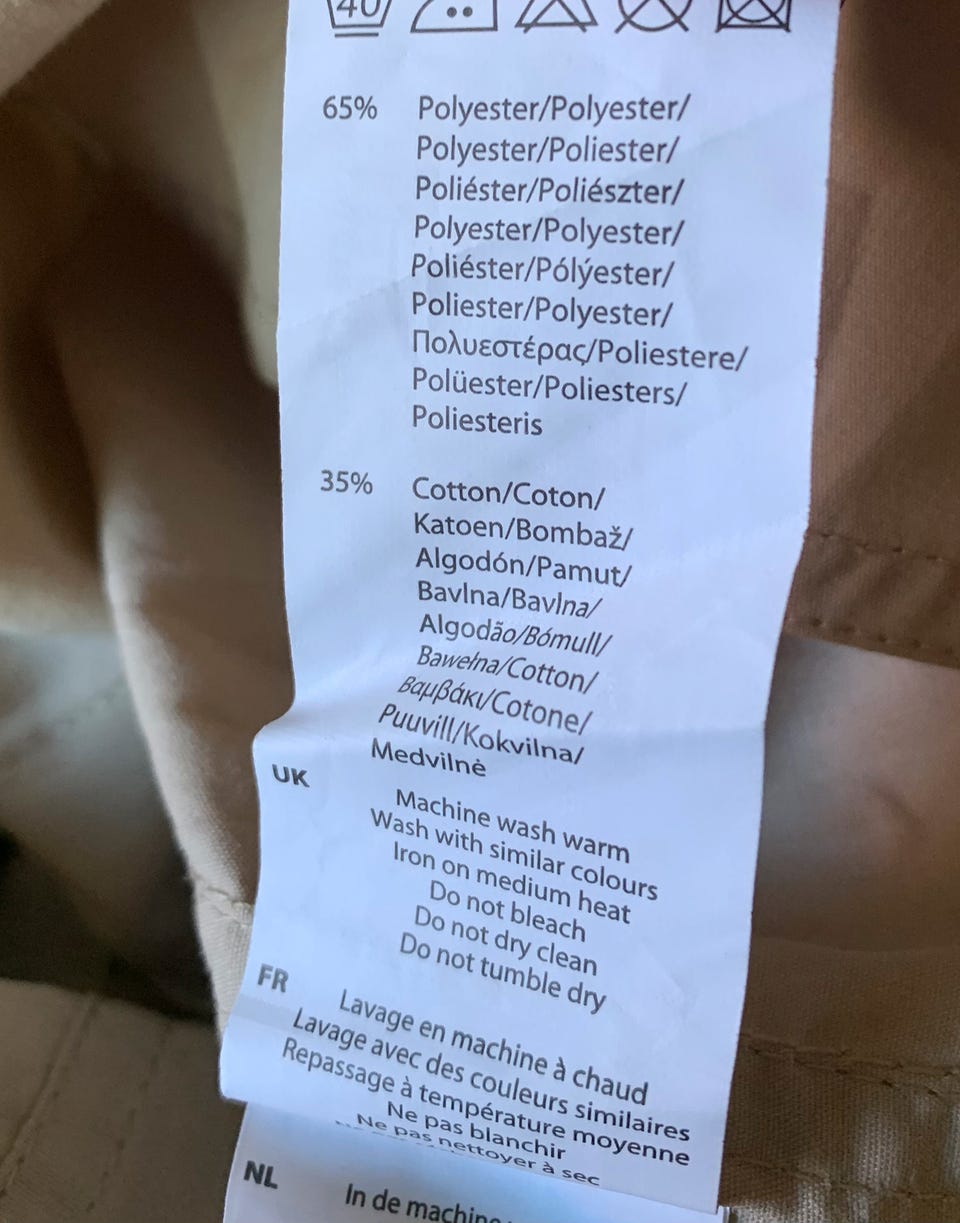 40
65% Polyester/Polyester/
Polyester/Poliester/
Poliéster/Poliészter/
Polyester/Polyester/
Poliéster/Pólýester/
Poliester/Polyester/
Πολυεστέρας/Poliestere/
Polüester/Poliesters/
Poliesteris
35% Cotton/Coton/
Katoen/Bombaž/
Algodón/Pamut/
Bavlna/Bavlna/
Algodão/Bómull/
Bawełna/Cotton/
Βαμβάκι/Cotone/
Puuvill/Kokvilna/
Medvilnė
UK
Machine wash warm
Wash with similar colours
Iron on medium heat
Do not bleach
Do not dry clean
Do not tumble dry
FR
Lavage en machine à chaud
Lavage avec des couleurs similaires
Repassage à température moyenne
Ne pas blanchir
Ne pas nettoyer à sec
NL
In de machine